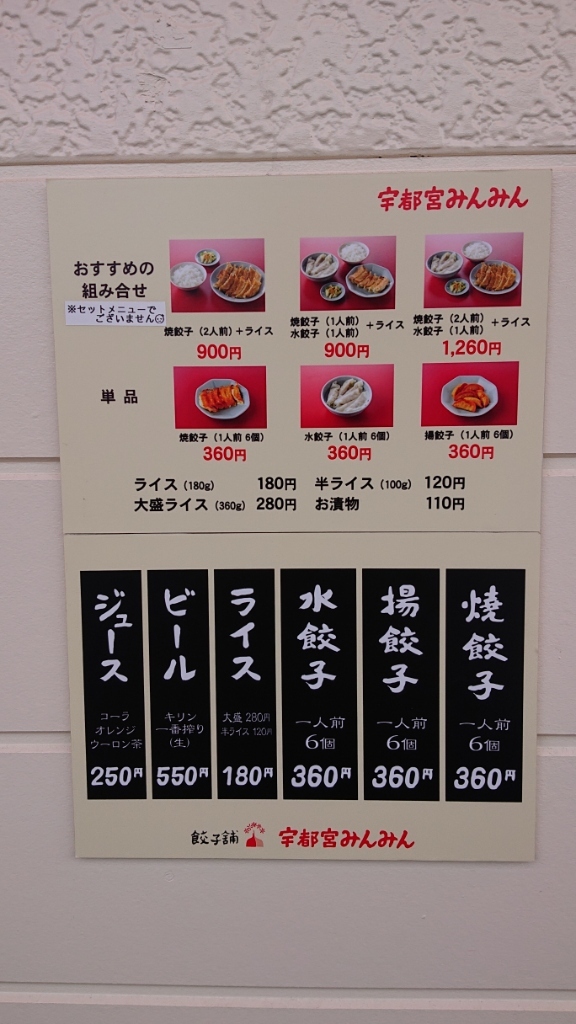 宇都宮みんみん
おすすめの
組み合せ
※セットメニューで
ございません
焼餃子(2人前)+ライス
900円
焼餃子(1人前)
水餃子(1人前)
+ライス
900円
焼餃子(2人前)
水餃子(1人前)
+ライス
1,260円
単品
焼餃子(1人前 6個)
360円
水餃子(1人前 6個)
360円
揚餃子(1人前 6個)
360円
ライス(180g) 180円 半ライス(100g) 120円
大盛ライス(360g) 280円 お漬物 110円
焼餃子
一人前
6個
360円
揚餃子
一人前
6個
360円
水餃子
一人前
6個
360円
ライス
大盛280円
半ライス120円
180円
ビール
キリン
一番搾り
(生)
550円
ジュース
コーラ
オレンジ
ウーロン茶
250円
餃子舗 宇都宮みんみん